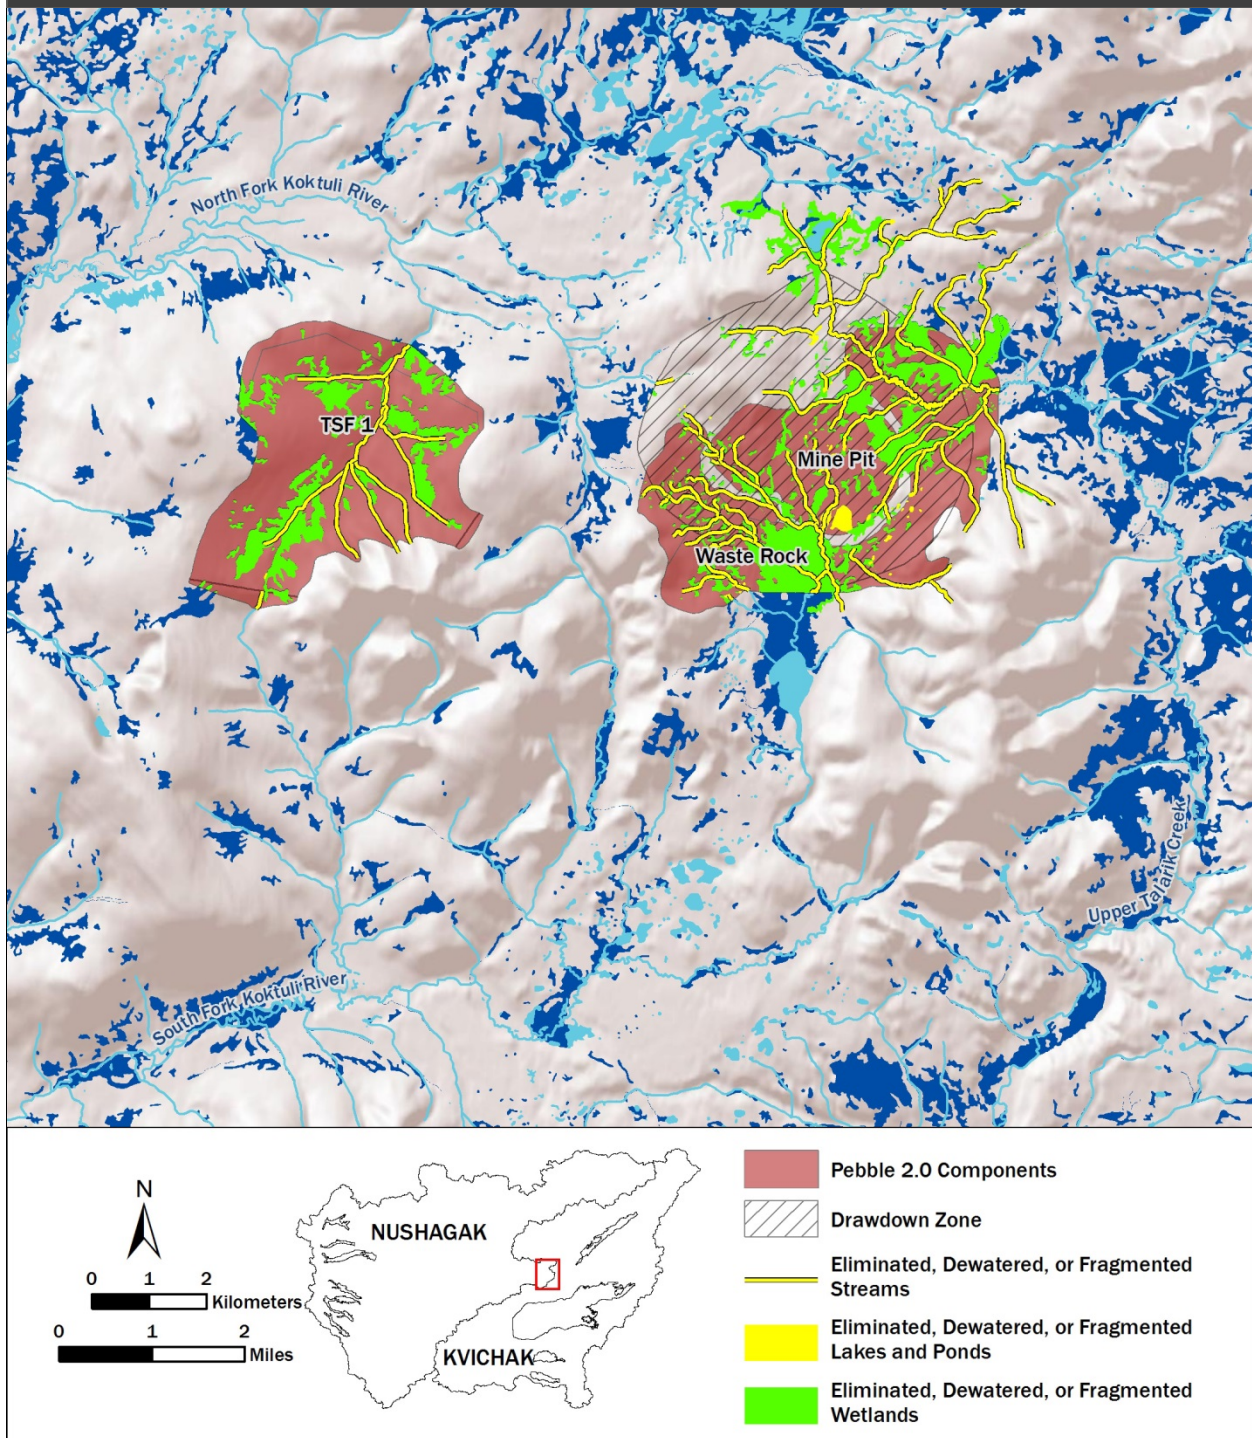 North Fork Koktuli River
TSF 1
Mine Pit
Waste Rock
Upper Talarik Creek
South Fork Koktuli River
N
0 1 2
Kilometers
0 1 2
Miles
NUSHAGAK
KVICHAK
Pebble 2.0 Components
Drawdown Zone
Eliminated, Dewatered, or Fragmented
Streams
Eliminated, Dewatered, or Fragmented
Lakes and Ponds
Eliminated, Dewatered, or Fragmented
Wetlands